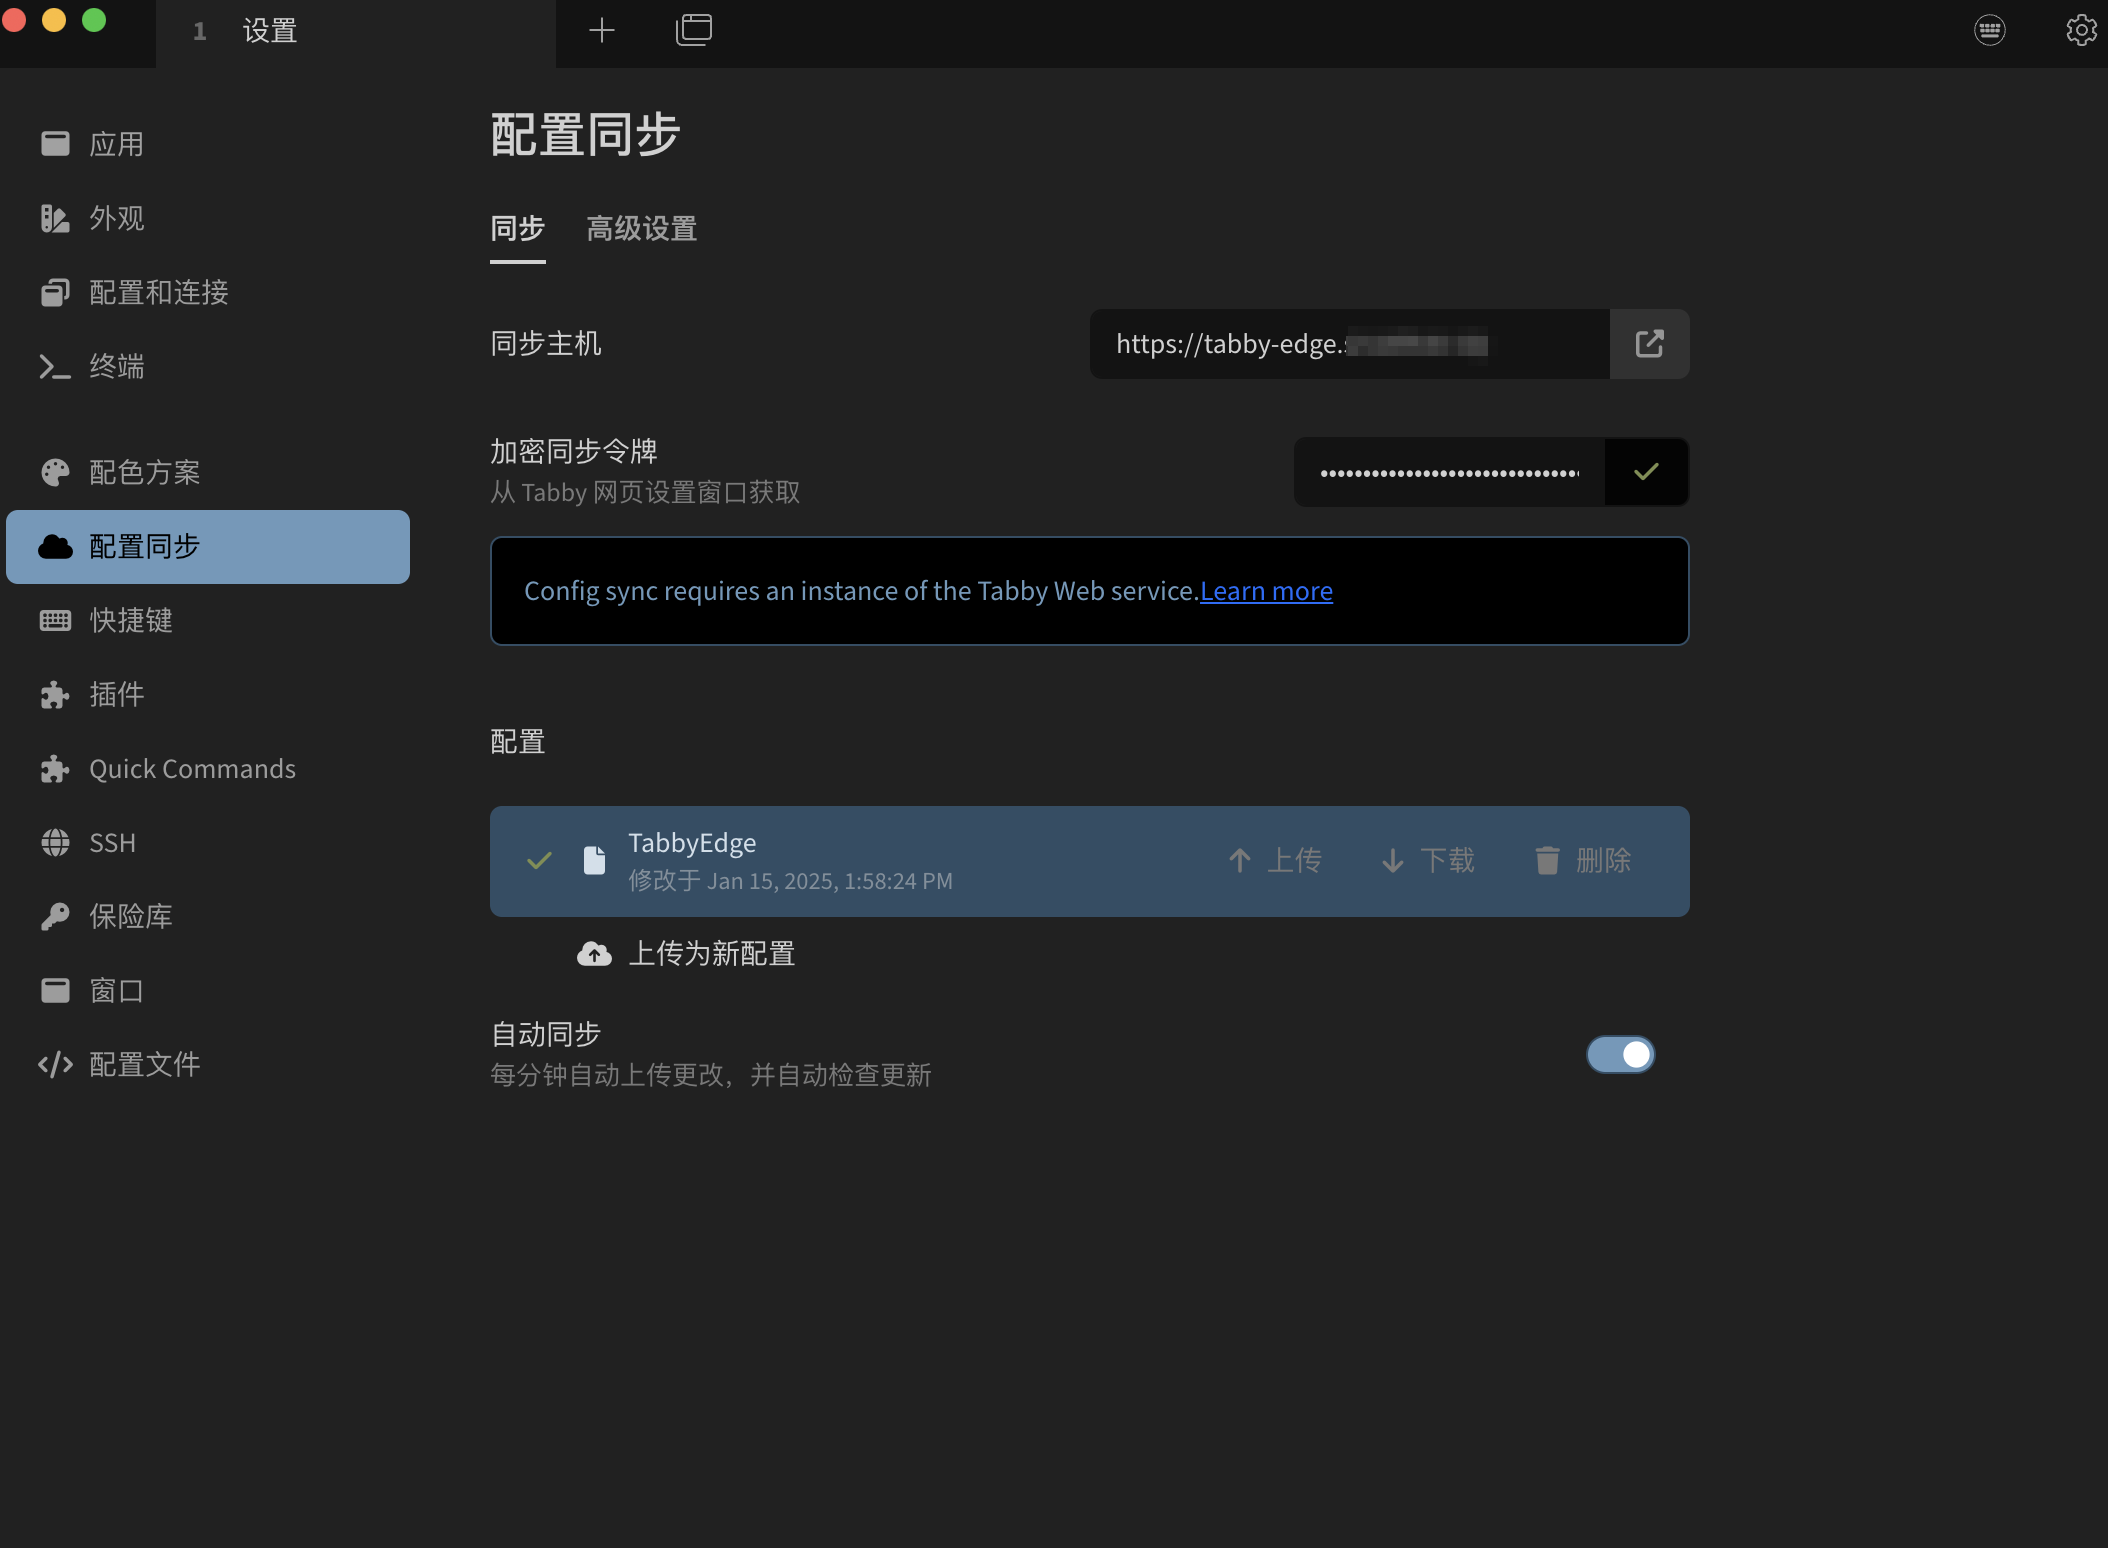 1 设置
应用
外观
配置和连接
终端
配色方案
配置同步
快捷键
插件
Quick Commands
SSH
保险库
窗口
配置文件
配置同步
同步 高级设置
同步主机 https://tabby-edge.
加密同步令牌
从 Tabby 网页设置窗口获取
Config sync requires an instance of the Tabby Web service.Learn more
配置
TabbyEdge
修改于 Jan 15, 2025, 1:58:24 PM
上传 下载 删除
上传为新配置
自动同步
每分钟自动上传更改，并自动检查更新